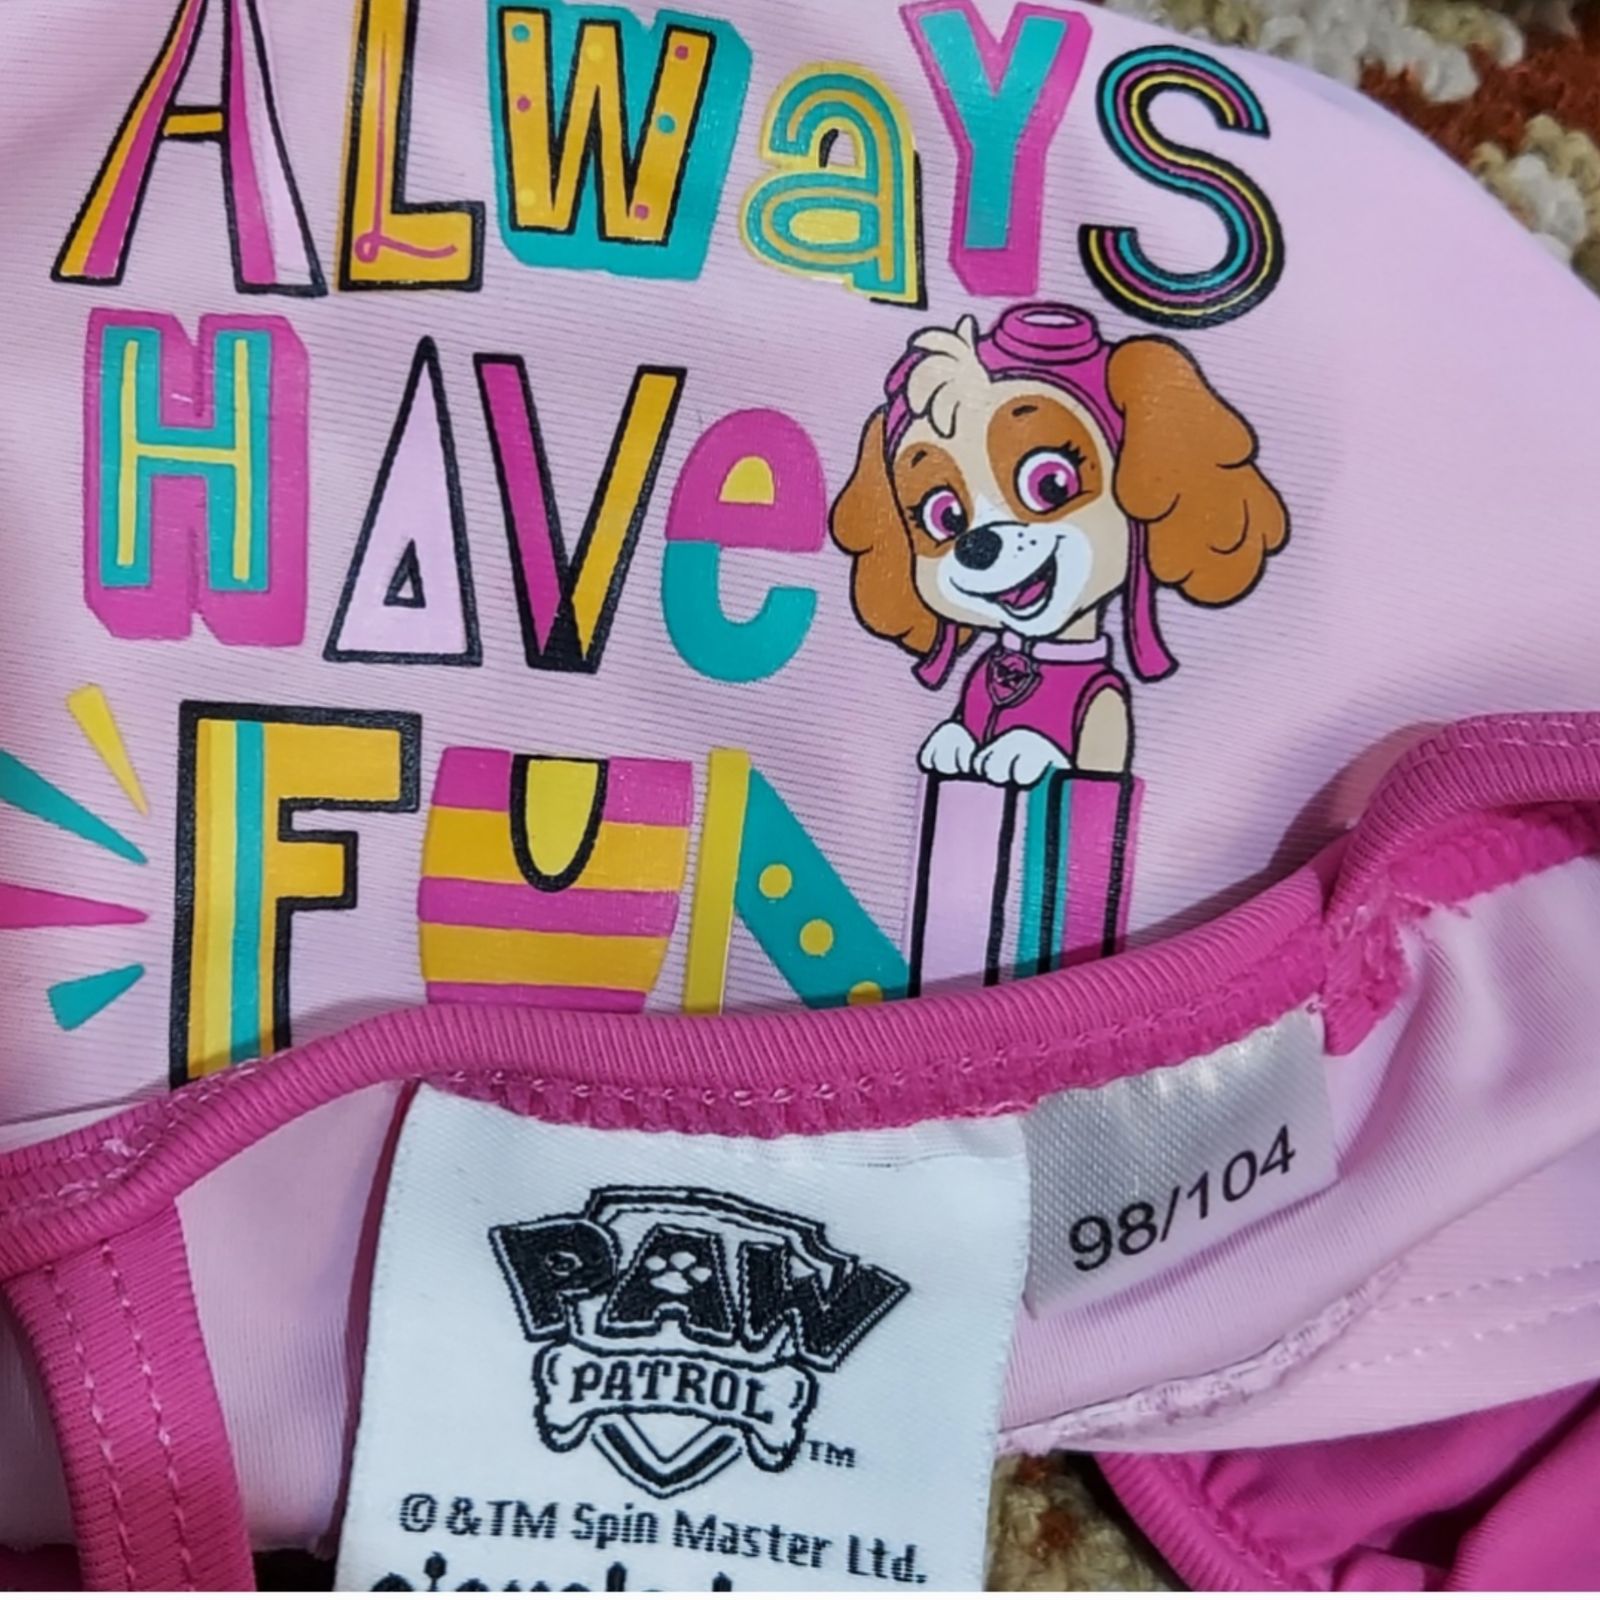 ALWaYS
HAVe
FUN
98/104
PAW
PATROL
TM
© & TM Spin Master Ltd.